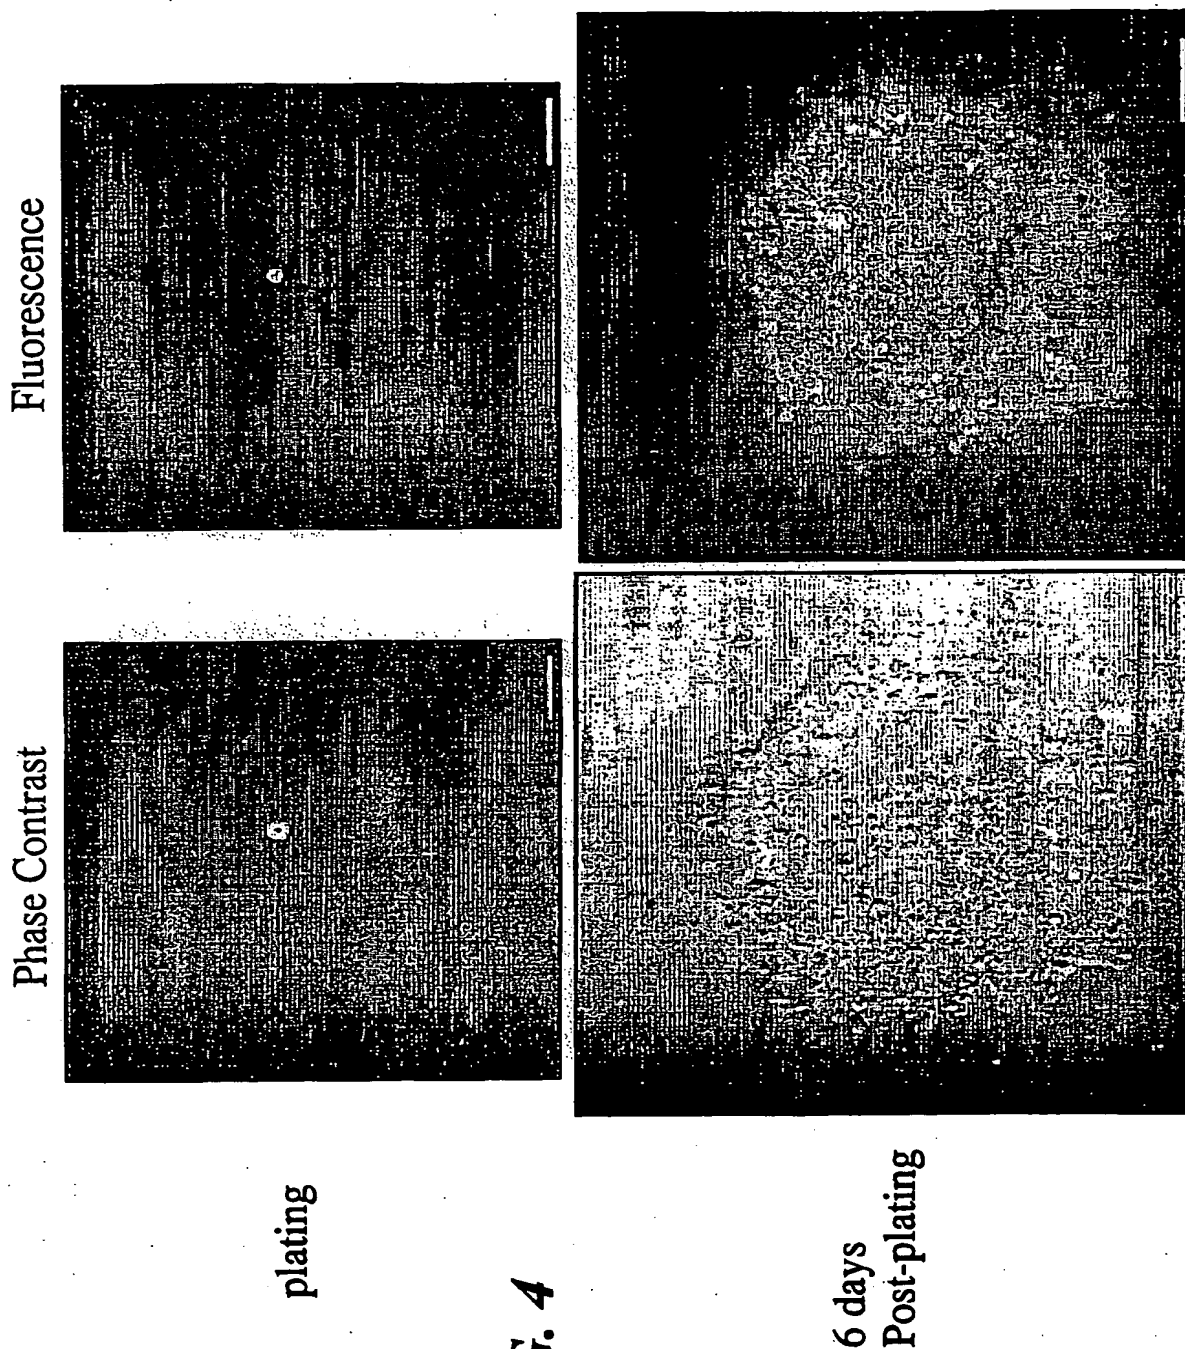 Phase Contrast
Fluorescence
plating
6 days
Post-plating
G. 4